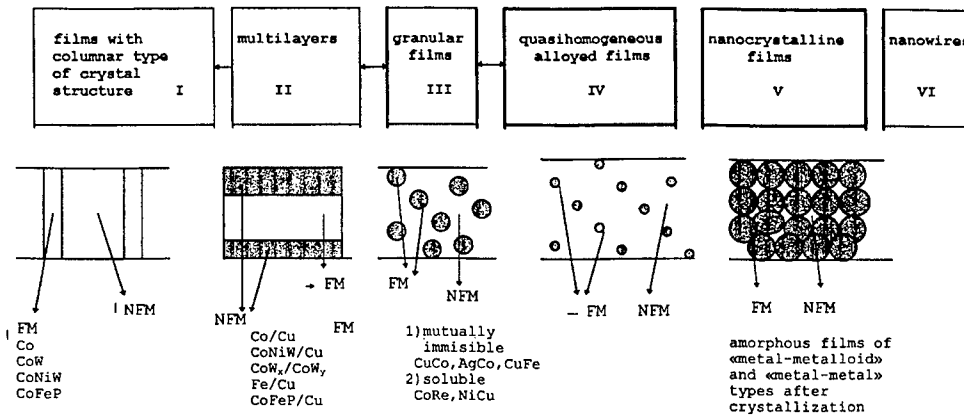 films with
columnar type
of crystal
structure I
multilayers
II
granular
films
III
quasihomogeneous
alloyed films
IV
nanocrystalline
films
V
nanowires
VI
FM
NFM
Co
CoW
CoNiW
CoFeP
FM
NFM
FM
Co/Cu
CoNiW/Cu
CoWx/CoWy
Fe/Cu
CoFeP/Cu
FM
NFM
1)mutually
immisible
CuCo,AgCo,CuFe
2)soluble
CoRe,NiCu
FM
NFM
FM
NFM
amorphous films of
«metal-metalloid»
and «metal-metal»
types after
crystallization